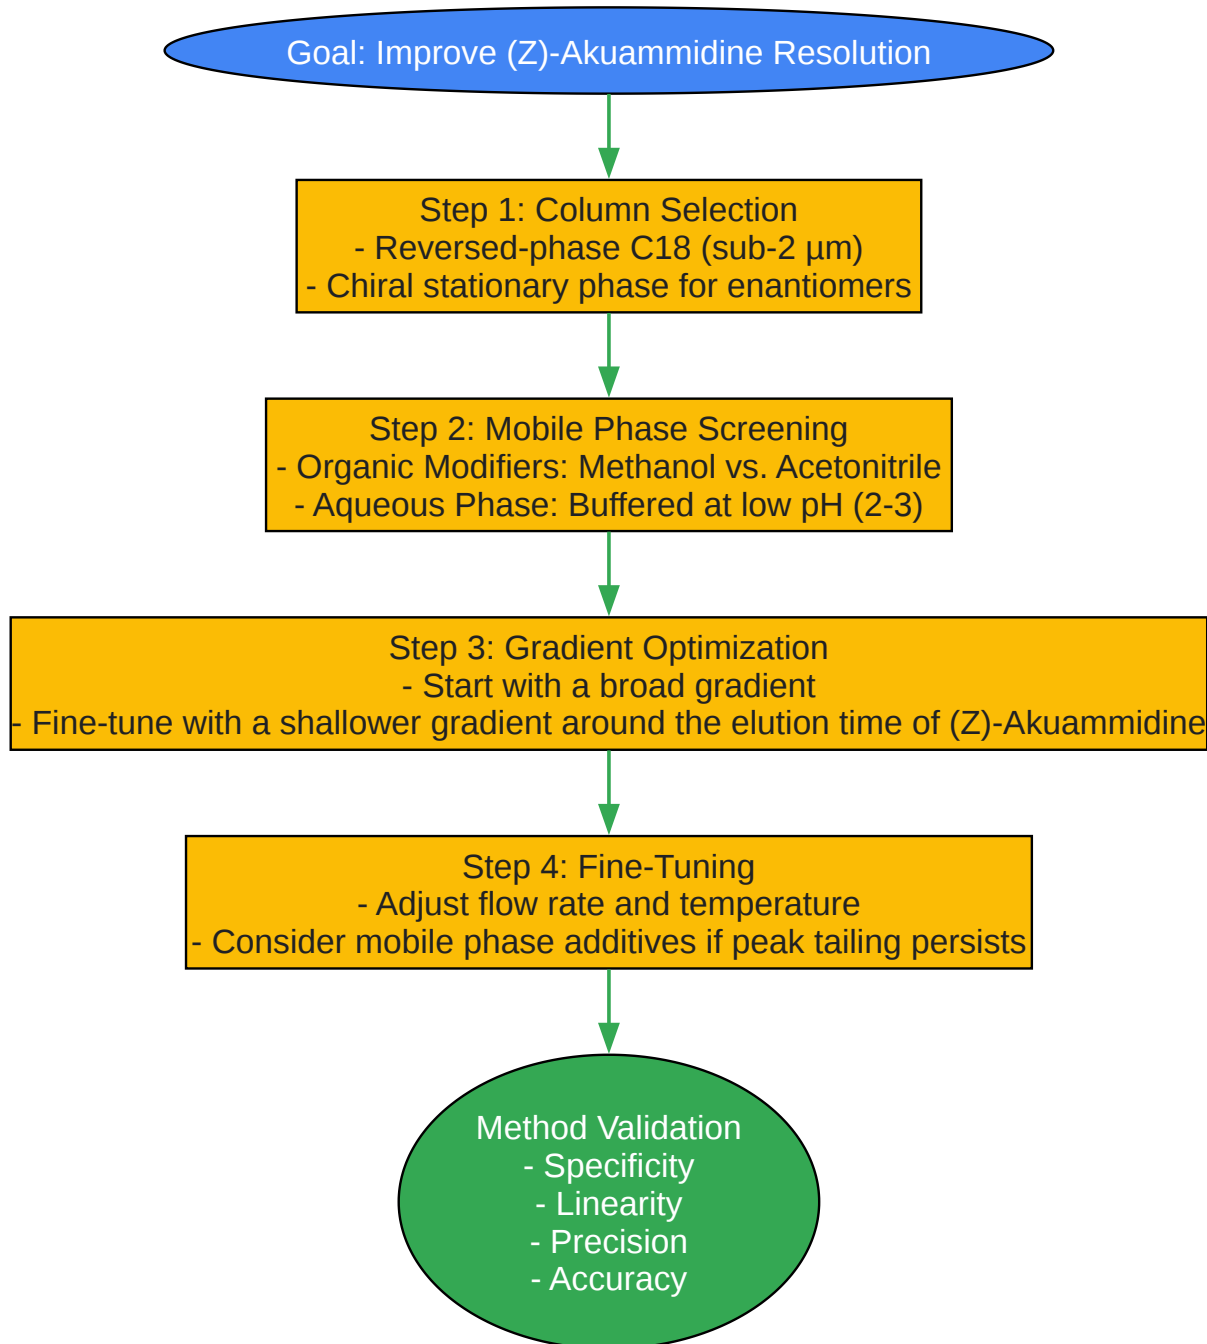 Goal: Improve (Z)-Akuammidine Resolution
Step 1: Column Selection
- Reversed-phase C18 (sub-2 µm)
- Chiral stationary phase for enantiomers
Step 2: Mobile Phase Screening
- Organic Modifiers: Methanol vs. Acetonitrile
- Aqueous Phase: Buffered at low pH (2-3)
Step 3: Gradient Optimization
- Start with a broad gradient
- Fine-tune with a shallower gradient around the elution time of (Z)-Akuammidine
Step 4: Fine-Tuning
- Adjust flow rate and temperature
- Consider mobile phase additives if peak tailing persists
Method Validation
- Specificity
- Linearity
- Precision
- Accuracy